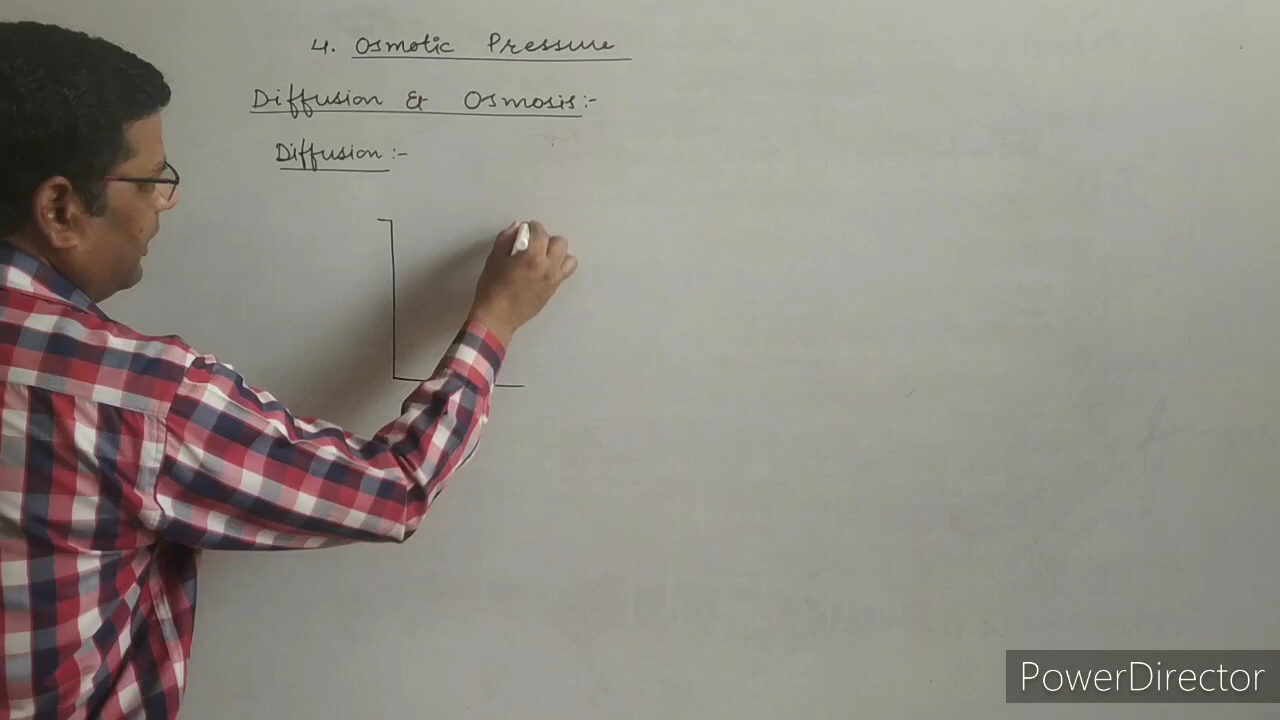 4. Osmotic Pressure
Diffusion & Osmosis:-
Diffusion:-
PowerDirector